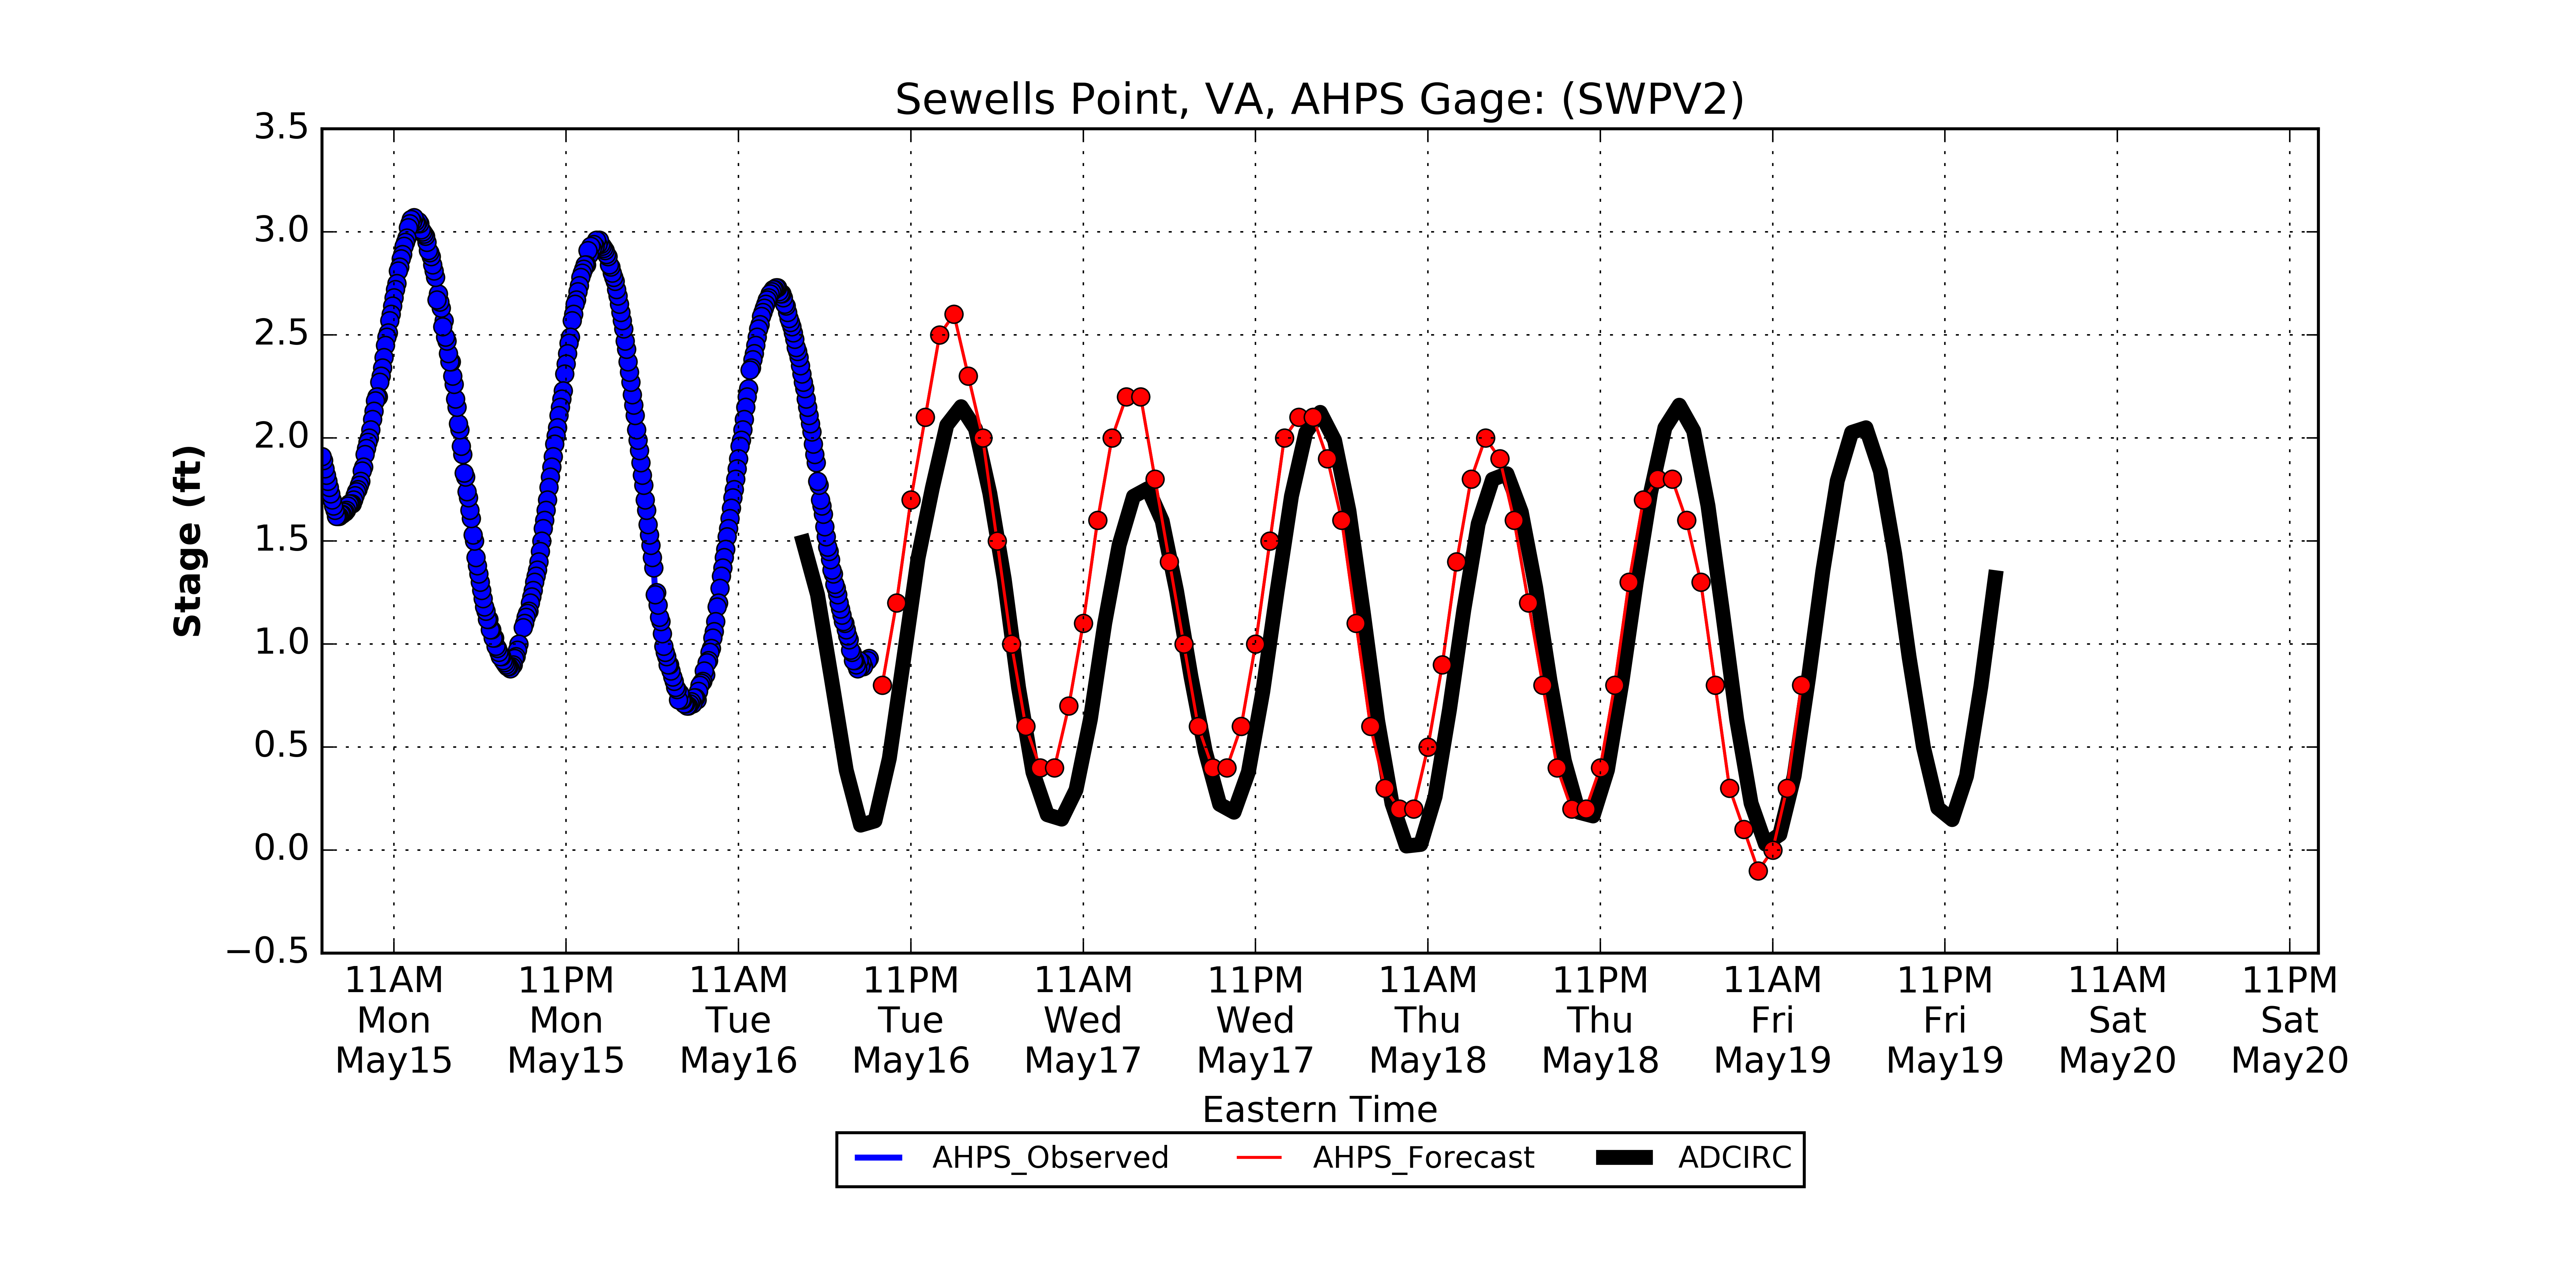 Sewells Point, VA, AHPS Gage: (SWPV2)
3.5
3.0
2.5
2.0
1.5
1.0
0.5
0.0
−0.5
Stage (ft)
11AM 11PM 11AM 11PM 11AM 11PM 11AM 11PM 11AM 11PM 11AM 11PM
Mon Mon Tue Tue Wed Wed Thu Thu Fri Fri Sat Sat
May15 May15 May16 May16 May17 May17 May18 May18 May19 May19 May20 May20
Eastern Time
AHPS_Observed AHPS_Forecast ADCIRC